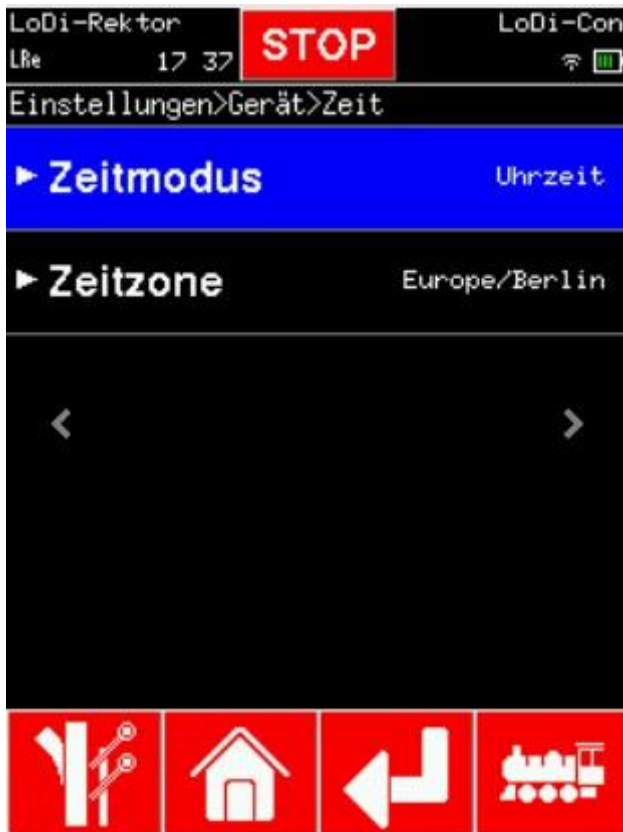 LoDi-Rektor
STOP
LoDi-Con
LRe
17 37
Einstellungen>Gerät>Zeit
Zeitmodus
Uhrzeit
Zeitzone
Europe/Berlin